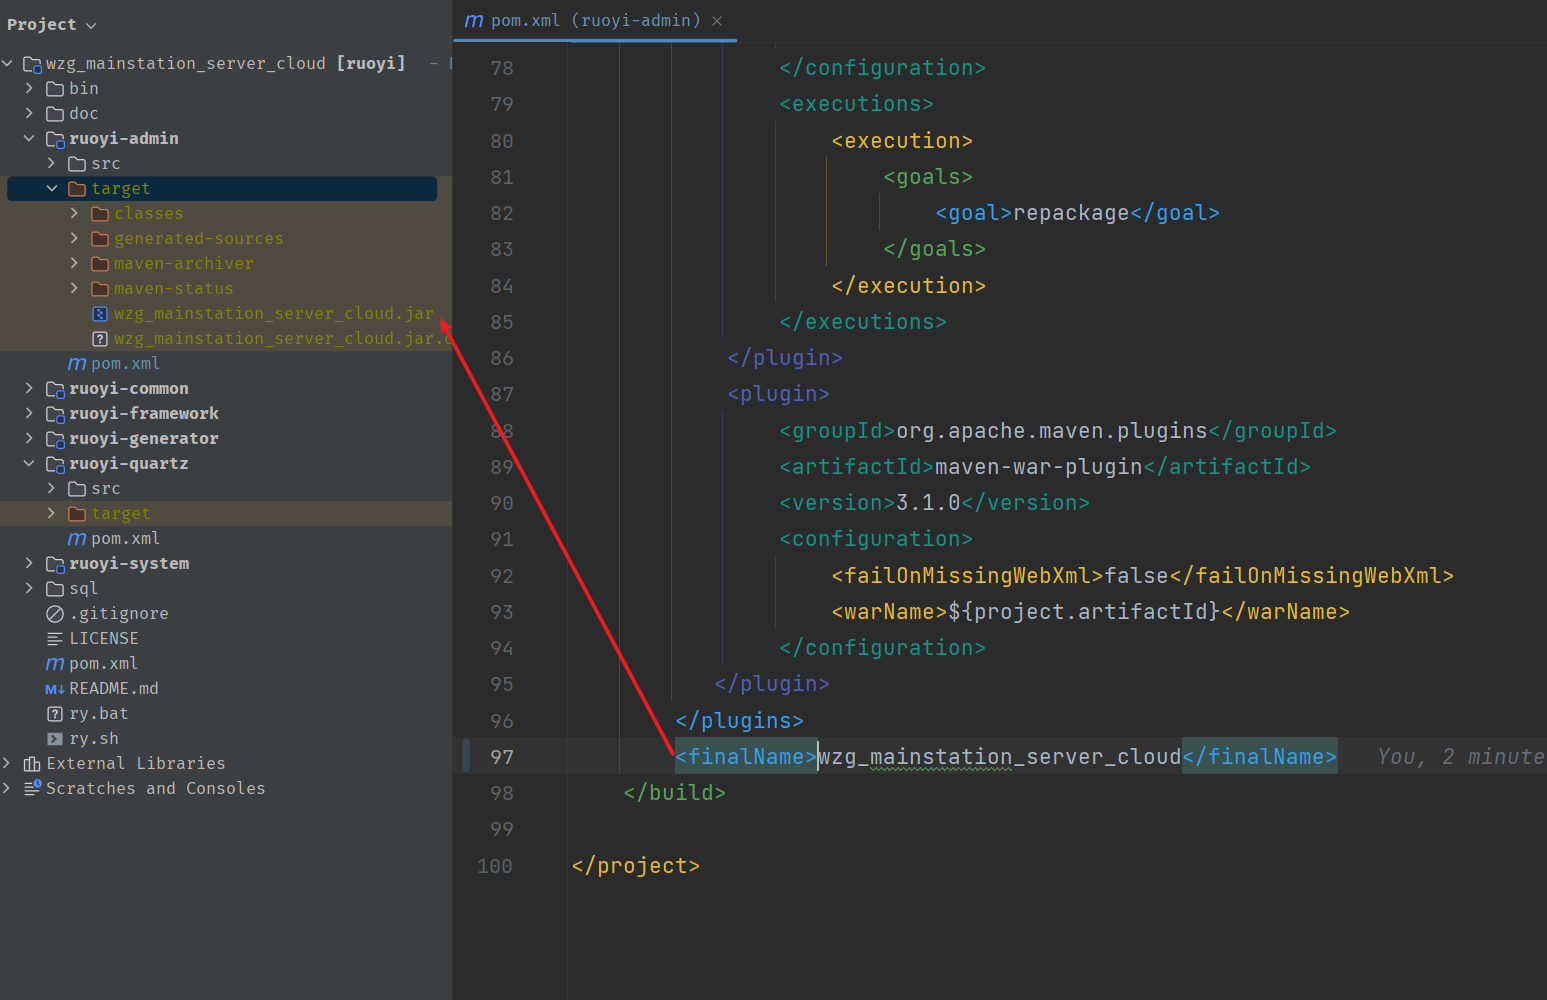 Project
wzg_mainstation_server_cloud [ruoyi] –
bin
doc
ruoyi-admin
src
target
classes
generated-sources
maven-archiver
maven-status
wzg_mainstation_server_cloud.jar
wzg_mainstation_server_cloud.jar.
pom.xml
ruoyi-common
ruoyi-framework
ruoyi-generator
ruoyi-quartz
src
target
pom.xml
ruoyi-system
sql
.gitignore
LICENSE
pom.xml
README.md
ry.bat
ry.sh
External Libraries
Scratches and Consoles
pom.xml (ruoyi-admin)
78 </configuration>
79 <executions>
80 <execution>
81 <goals>
82 <goal>repackage</goal>
83 </goals>
84 </execution>
85 </executions>
86 </plugin>
87 <plugin>
88 <groupId>org.apache.maven.plugins</groupId>
89 <artifactId>maven-war-plugin</artifactId>
90 <version>3.1.0</version>
91 <configuration>
92 <failOnMissingWebXml>false</failOnMissingWebXml>
93 <warName>${project.artifactId}</warName>
94 </configuration>
95 </plugin>
96 </plugins>
97 <finalName>wzg_mainstation_server_cloud</finalName> You, 2 minute
98 </build>
99
100 </project>